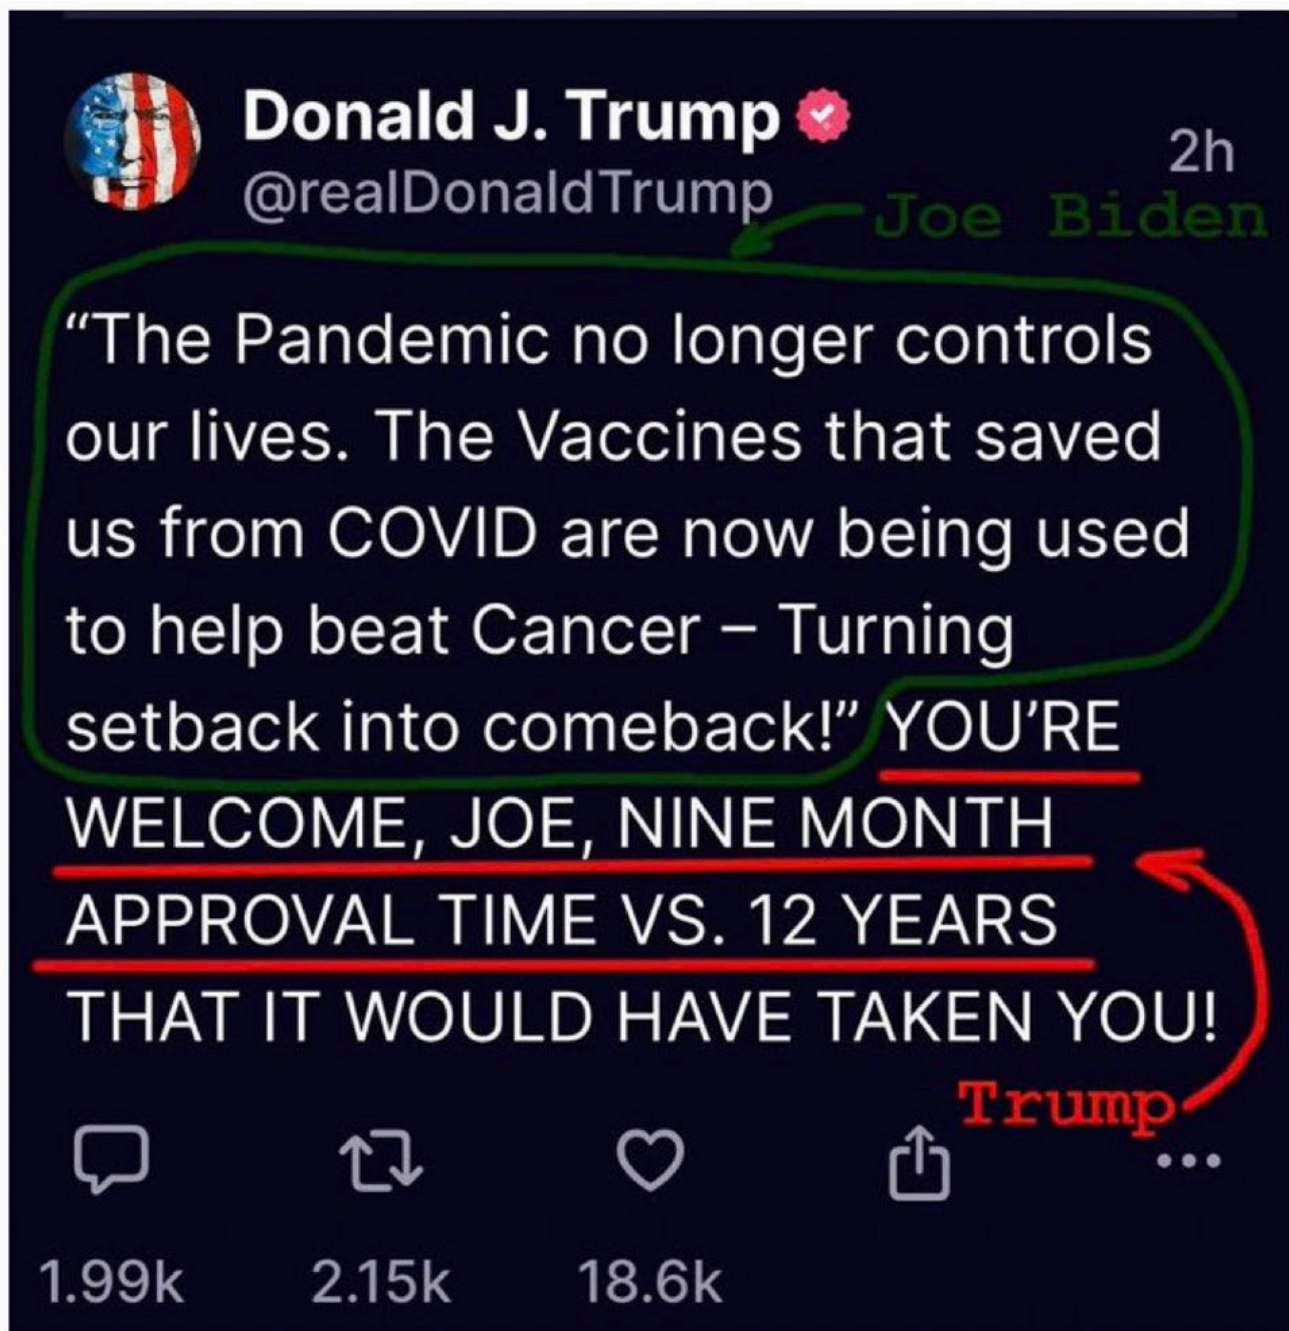 Donald J. Trump
2h
@realDonaldTrump
Joe Biden
“The Pandemic no longer controls
our lives. The Vaccines that saved
us from COVID are now being used
to help beat Cancer – Turning
setback into comeback!” YOU’RE
WELCOME, JOE, NINE MONTH
APPROVAL TIME VS. 12 YEARS
THAT IT WOULD HAVE TAKEN YOU!
Trump
1.99k 2.15k 18.6k